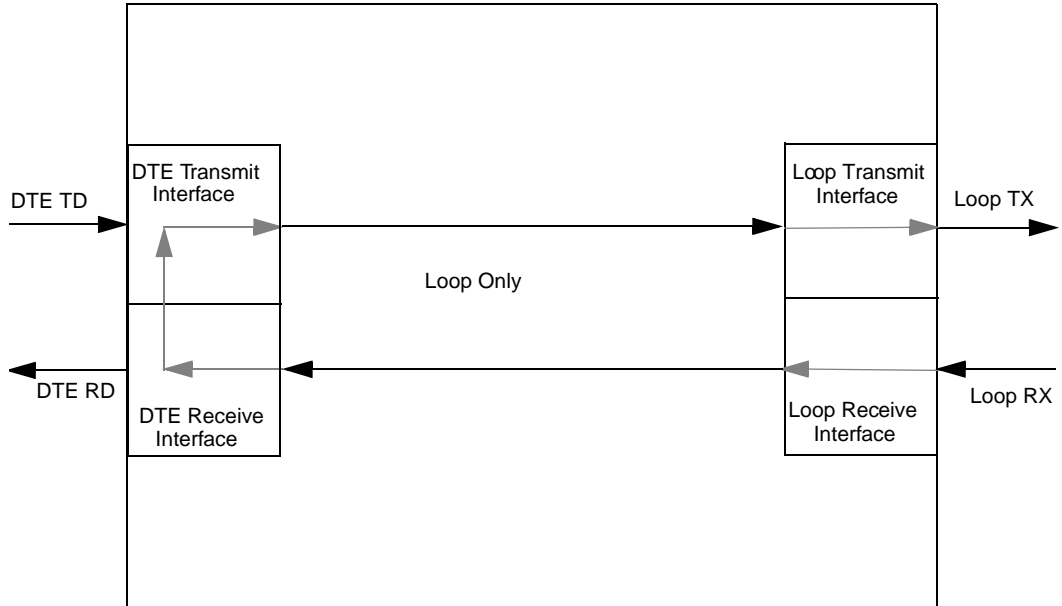 DTE Transmit
Interface
Loop Transmit
Interface
DTE TD
Loop TX
Loop Only
DTE RD
Loop RX
DTE Receive
Interface
Loop Receive
Interface